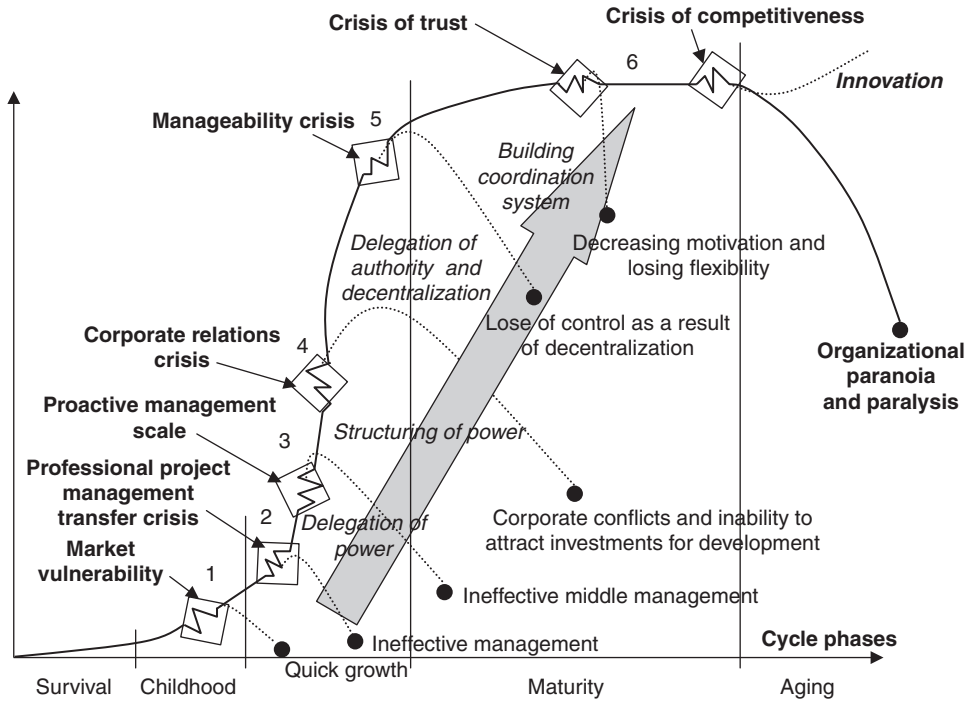 Crisis of competitiveness
Crisis of trust
6
Innovation
Manageability crisis
5
Building
coordination
system
Decreasing motivation and
losing flexibility
Delegation of
authority and
decentralization
Lose of control as a result
of decentralization
Organizational
paranoia
and paralysis
Corporate relations
crisis
4
Proactive management
scale
3
Structuring of power
Professional project
management
transfer crisis
2
Delegation of
power
Corporate conflicts and inability to
attract investments for development
Market
vulnerability
1
Ineffective middle management
Ineffective management
Quick growth
Cycle phases
Survival
Childhood
Maturity
Aging